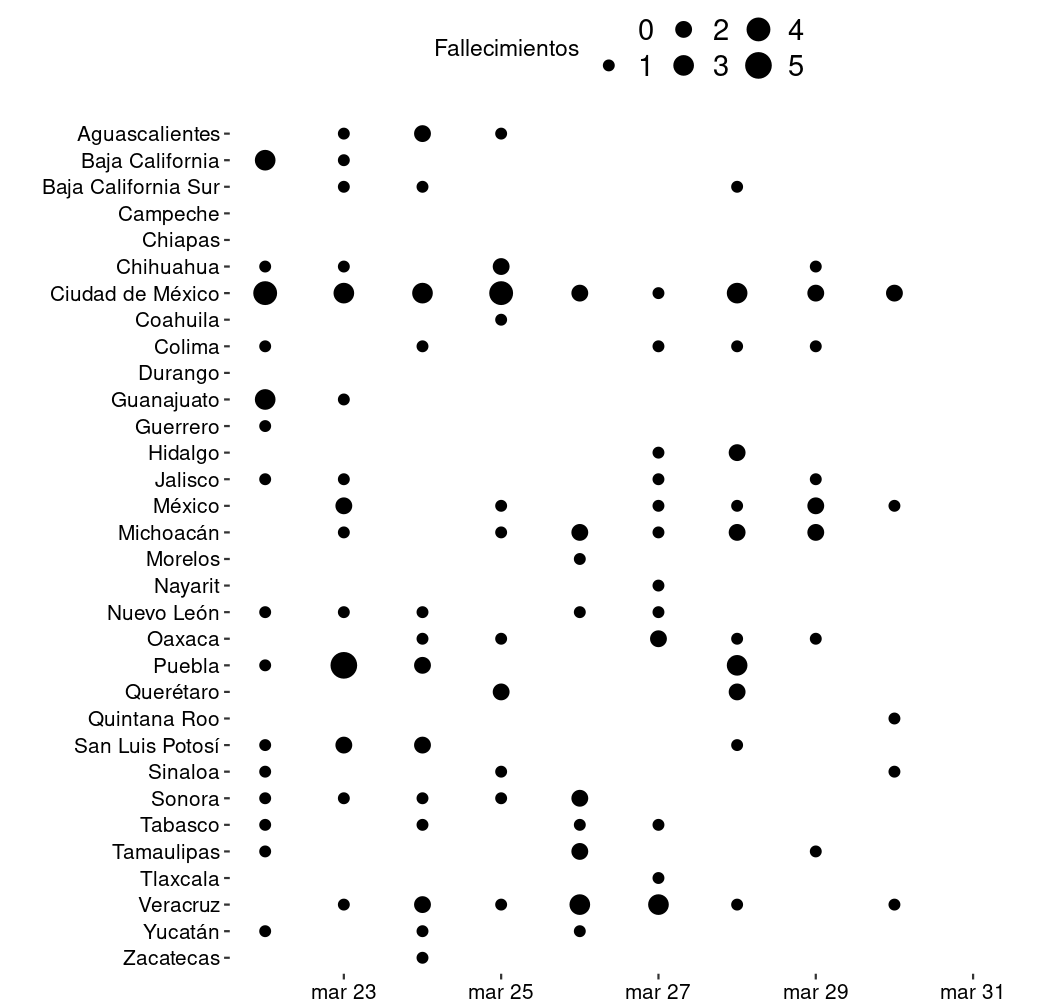 Fallecimientos
0 2 4
1 3 5
Aguascalientes
Baja California
Baja California Sur
Campeche
Chiapas
Chihuahua
Ciudad de México
Coahuila
Colima
Durango
Guanajuato
Guerrero
Hidalgo
Jalisco
México
Michoacán
Morelos
Nayarit
Nuevo León
Oaxaca
Puebla
Querétaro
Quintana Roo
San Luis Potosí
Sinaloa
Sonora
Tabasco
Tamaulipas
Tlaxcala
Veracruz
Yucatán
Zacatecas
mar 23 mar 25 mar 27 mar 29 mar 31